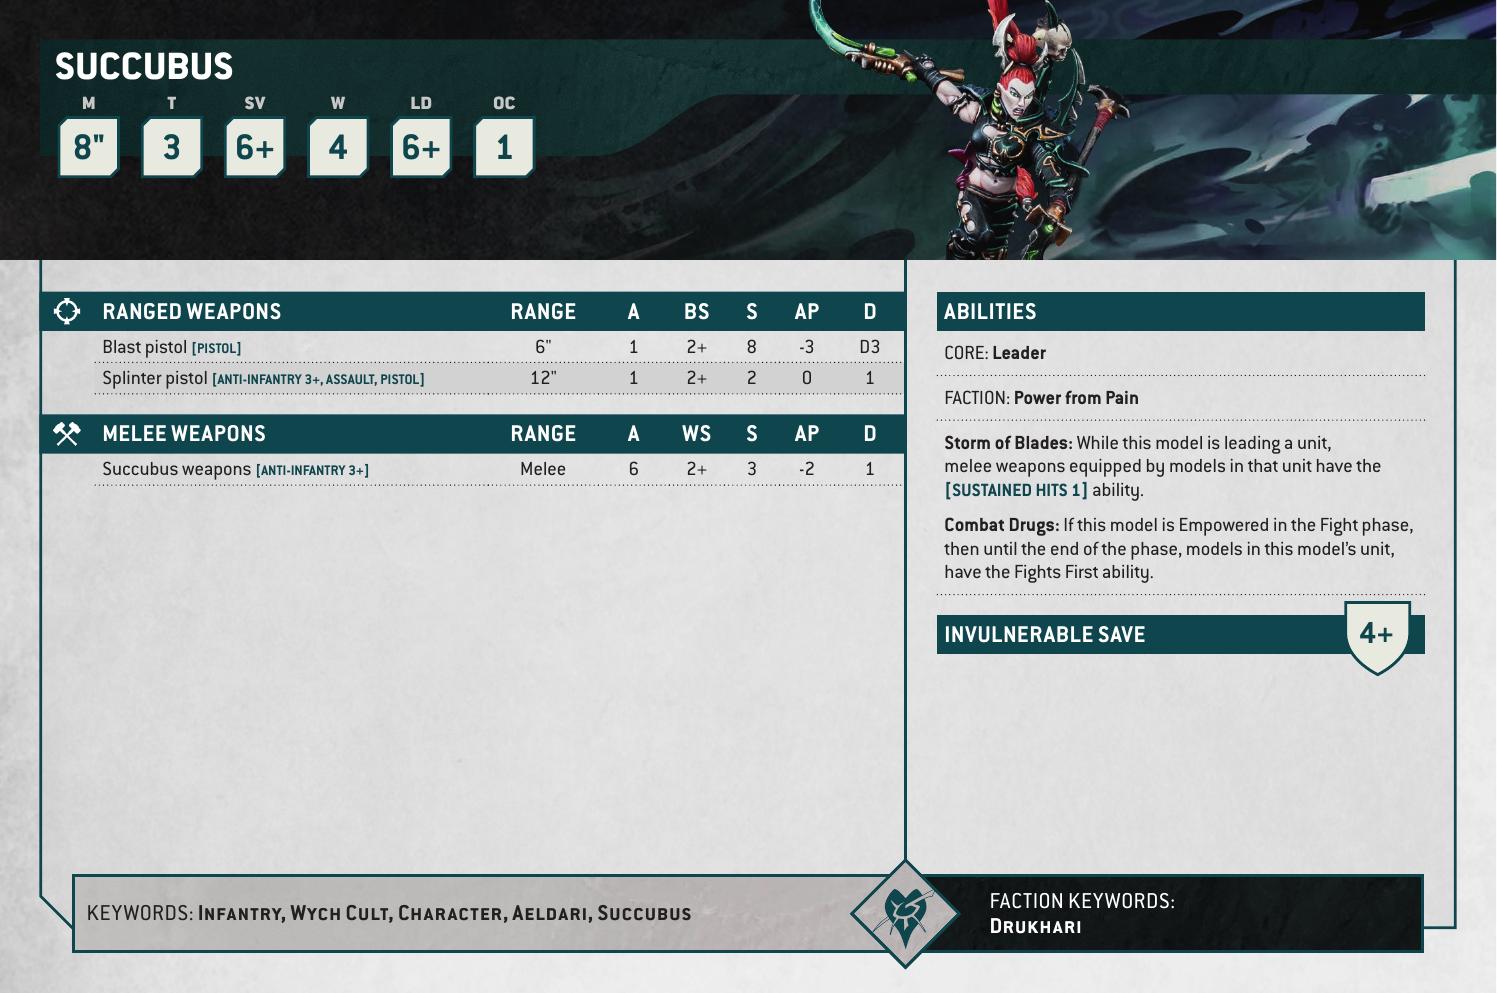 SUCCUBUS
M T SV W LD OC
8" 3 6+ 4 6+ 1
RANGED WEAPONS RANGE A BS S AP D
Blast pistol [PISTOL] 6" 1 2+ 8 -3 D3
Splinter pistol [ANTI-INFANTRY 3+, ASSAULT, PISTOL] 12" 1 2+ 2 0 1
MELEE WEAPONS RANGE A WS S AP D
Succubus weapons [ANTI-INFANTRY 3+] Melee 6 2+ 3 -2 1
ABILITIES
CORE: Leader
FACTION: Power from Pain
Storm of Blades: While this model is leading a unit,
melee weapons equipped by models in that unit have the
[SUSTAINED HITS 1] ability.
Combat Drugs: If this model is Empowered in the Fight phase,
then until the end of the phase, models in this model’s unit,
have the Fights First ability.
INVULNERABLE SAVE 4+
KEYWORDS: INFANTRY, WYCH CULT, CHARACTER, AELDARI, SUCCUBUS
FACTION KEYWORDS:
DRUKHARI